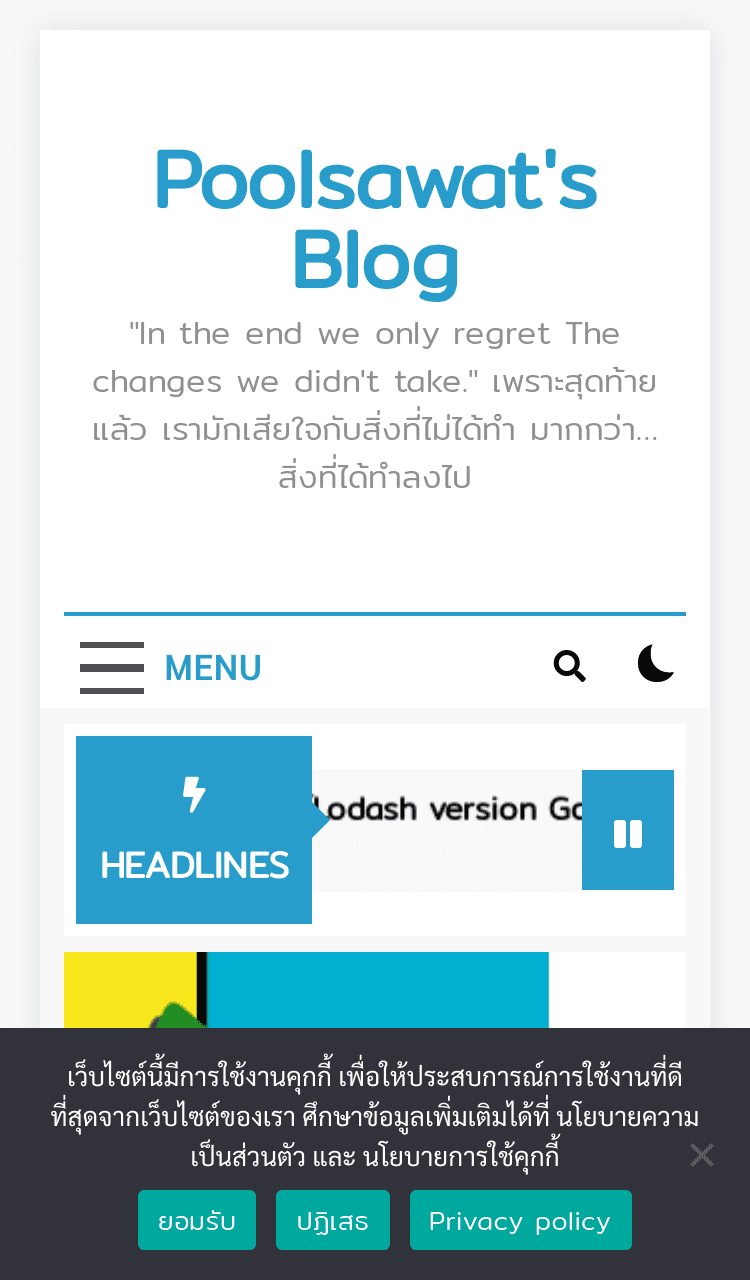 Poolsawat's
Blog
"In the end we only regret The
changes we didn't take." เพราะสุดท้าย
แล้ว เรามักเสียใจกับสิ่งที่ไม่ได้ทำ มากกว่า...
สิ่งที่ได้ทำลงไป
MENU
HEADLINES
Lodash version
เว็บไซต์นี้มีการใช้งานคุกกี้ เพื่อให้ประสบการณ์การใช้งานที่ดี
ที่สุดจากเว็บไซต์ของเรา ศึกษาข้อมูลเพิ่มเติมได้ที่ นโยบายความ
เป็นส่วนตัว และ นโยบายการใช้คุกกี้
ยอมรับ
ปฏิเสธ
Privacy policy